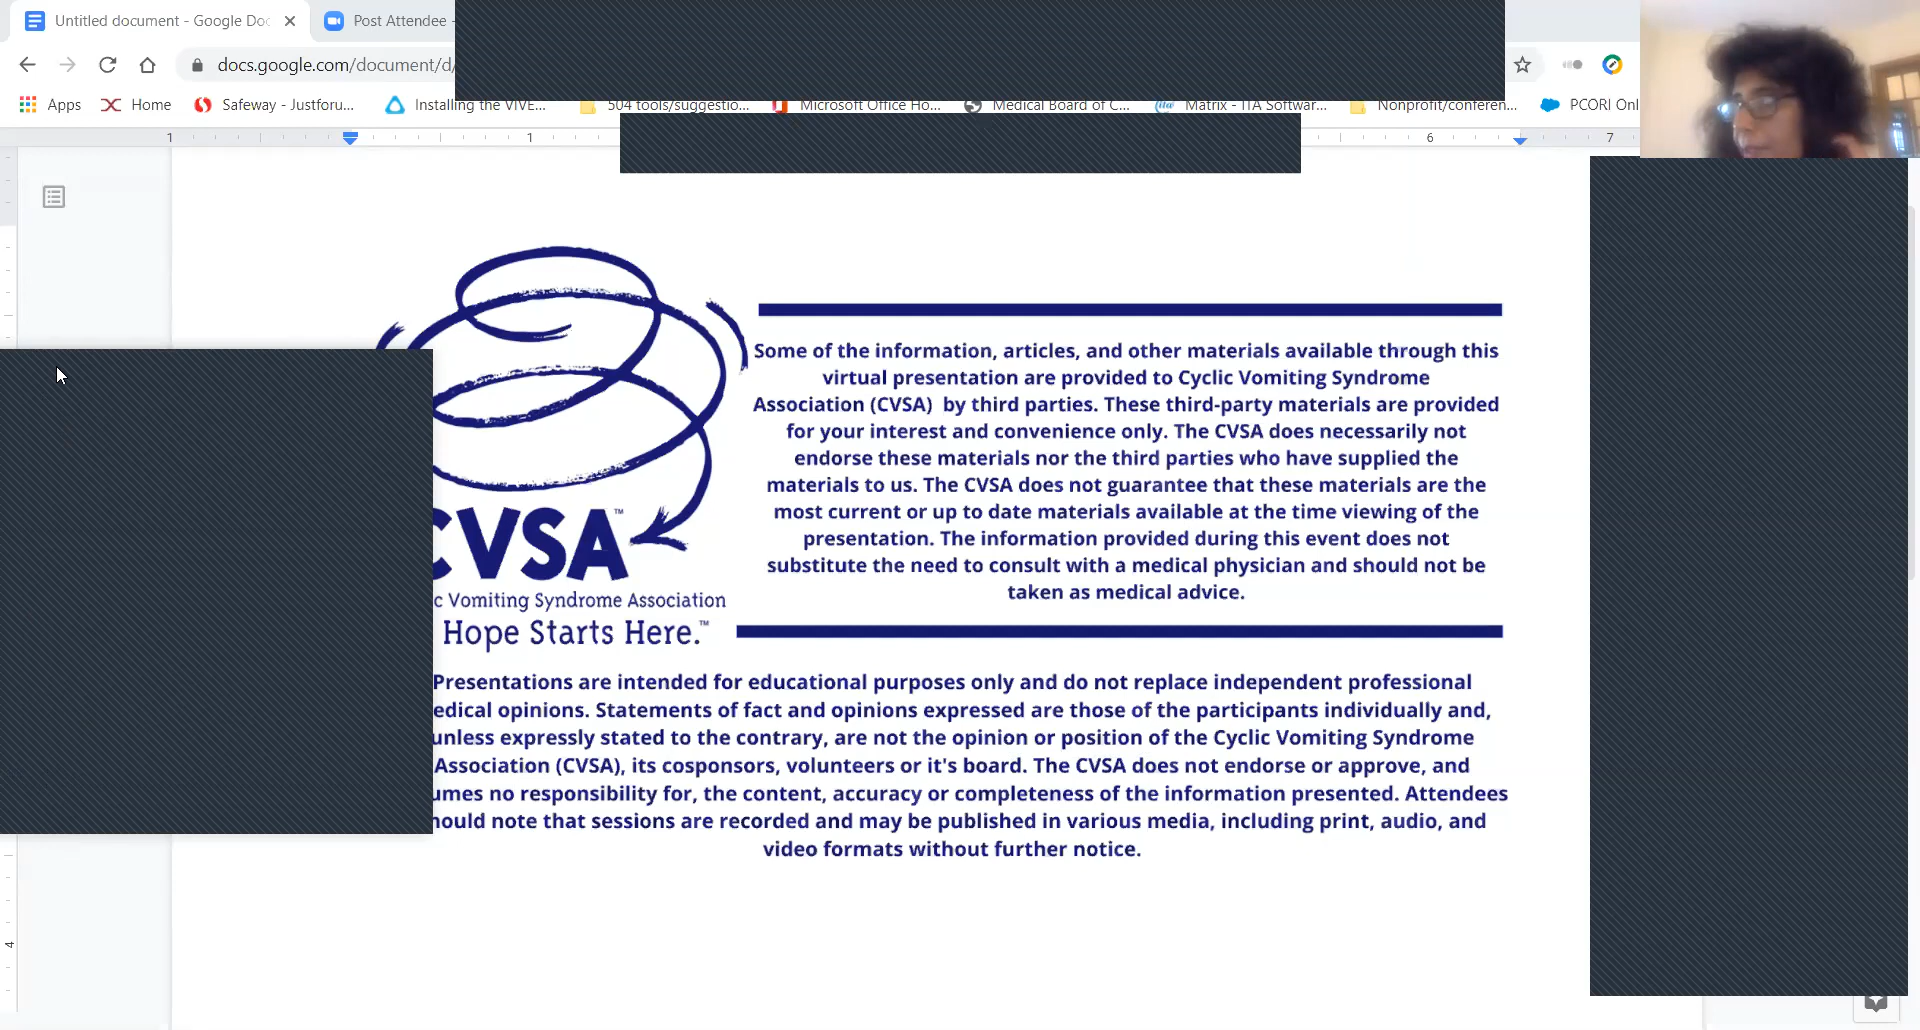 Untitled document - Google Doc
Post Attendee -
docs.google.com/document/d/
Apps
Home
Safeway - Justforu...
Installing the VIVE...
504 tools/suggestio...
Microsoft Office Ho...
Medical Board of C...
Matrix - ITA Softwar...
Nonprofit/conferen...
PCORI Onl
1
1
6
7
Some of the information, articles, and other materials available through this
virtual presentation are provided to Cyclic Vomiting Syndrome
Association (CVSA) by third parties. These third-party materials are provided
for your interest and convenience only. The CVSA does necessarily not
endorse these materials nor the third parties who have supplied the
materials to us. The CVSA does not guarantee that these materials are the
most current or up to date materials available at the time viewing of the
presentation. The information provided during this event does not
substitute the need to consult with a medical physician and should not be
taken as medical advice.
CVSA™
c Vomiting Syndrome Association
Hope Starts Here.™
Presentations are intended for educational purposes only and do not replace independent professional
edical opinions. Statements of fact and opinions expressed are those of the participants individually and,
unless expressly stated to the contrary, are not the opinion or position of the Cyclic Vomiting Syndrome
Association (CVSA), its cosponsors, volunteers or it's board. The CVSA does not endorse or approve, and
umes no responsibility for, the content, accuracy or completeness of the information presented. Attendees
hould note that sessions are recorded and may be published in various media, including print, audio, and
video formats without further notice.
4